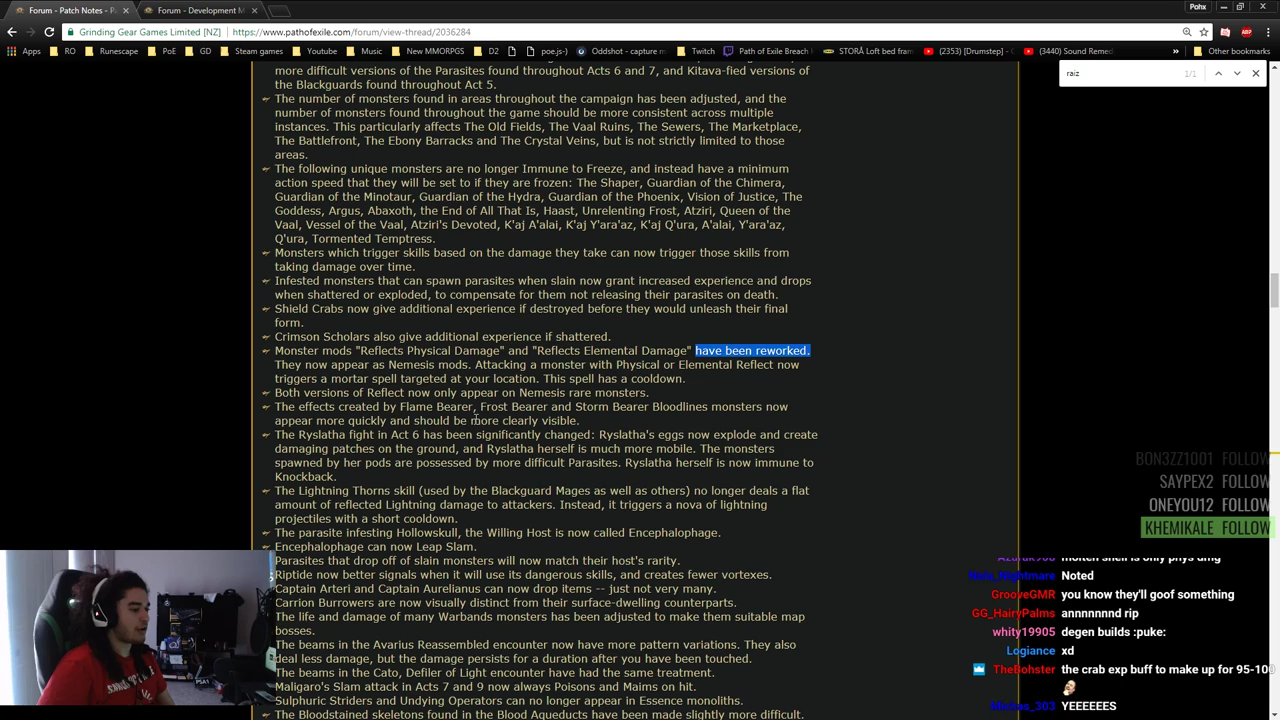 Forum - Patch Notes - P
Forum - Development M
Pohx
Grinding Gear Games Limited [NZ]
https://www.pathofexile.com/forum/view-thread/2036284
Apps
RO
Runescape
PoE
GD
Steam games
Youtube
Music
New MMORPGS
D2
poe.js-)
Oddshot - capture m
Twitch
Path of Exile Breach H
STORÅ Loft bed fram
(2353) [Drumstep]
(3440) Sound Remed
Other bookmarks
raiz
1/1
more difficult versions of the Parasites found throughout Acts 6 and 7, and Kitava-fied versions of
the Blackguards found throughout Act 5.
The number of monsters found in areas throughout the campaign has been adjusted, and the
number of monsters found throughout the game should be more consistent across multiple
instances. This particularly affects The Old Fields, The Vaal Ruins, The Sewers, The Marketplace,
The Battlefront, The Ebony Barracks and The Crystal Veins, but is not strictly limited to those
areas.
The following unique monsters are no longer Immune to Freeze, and instead have a minimum
action speed that they will be set to if they are frozen: The Shaper, Guardian of the Chimera,
Guardian of the Minotaur, Guardian of the Hydra, Guardian of the Phoenix, Vision of Justice, The
Goddess, Argus, Abaxoth, the End of All That Is, Haast, Unrelenting Frost, Atziri, Queen of the
Vaal, Vessel of the Vaal, Atziri's Devoted, K'aj A'alai, K'aj Y'ara'az, K'aj Q'ura, A'alai, Y'ara'az,
Q'ura, Tormented Temptress.
Monsters which trigger skills based on the damage they take can now trigger those skills from
taking damage over time.
Infested monsters that can spawn parasites when slain now grant increased experience and drops
when shattered or exploded, to compensate for them not releasing their parasites on death.
Shield Crabs now give additional experience if destroyed before they would unleash their final
form.
Crimson Scholars also give additional experience if shattered.
Monster mods "Reflects Physical Damage" and "Reflects Elemental Damage" have been reworked.
They now appear as Nemesis mods. Attacking a monster with Physical or Elemental Reflect now
triggers a mortar spell targeted at your location. This spell has a cooldown.
Both versions of Reflect now only appear on Nemesis rare monsters.
The effects created by Flame Bearer, Frost Bearer and Storm Bearer Bloodlines monsters now
appear more quickly and should be more clearly visible.
The Ryslatha fight in Act 6 has been significantly changed: Ryslatha's eggs now explode and create
damaging patches on the ground, and Ryslatha herself is much more mobile. The monsters
spawned by her pods are possessed by more difficult Parasites. Ryslatha herself is now immune to
Knockback.
The Lightning Thorns skill (used by the Blackguard Mages as well as others) no longer deals a flat
amount of reflected Lightning damage to attackers. Instead, it triggers a nova of lightning
projectiles with a short cooldown.
The parasite infesting Hollowskull, the Willing Host is now called Encephalophage.
Encephalophage can now Leap Slam.
Parasites that drop off of slain monsters will now match their host's rarity.
Riptide now better signals when it will use its dangerous skills, and creates fewer vortexes.
Captain Arteri and Captain Aurelianus can now drop items -- just not very many.
Carrion Burrowers are now visually distinct from their surface-dwelling counterparts.
The life and damage of many Warbands monsters has been adjusted to make them suitable map
bosses.
The beams in the Avarius Reassembled encounter now have more pattern variations. They also
deal less damage, but the damage persists for a duration after you have been touched.
The beams in the Cato, Defiler of Light encounter have had the same treatment.
Maligaro's Slam attack in Acts 7 and 9 now always Poisons and Maims on hit.
Sulphuric Striders and Undying Operators can no longer appear in Essence monoliths.
The Bloodstained skeletons found in the Blood Aqueducts have been made slightly more difficult.
BON3ZZ1001 FOLLOW
SAYPEX2 FOLLOW
ONEYOU12 FOLLOW
KHEMIKALE FOLLOW
molten shell is only phys dmg
Noted
GrooveGMR you know they'll goof something
GG_HairyPalms annnnnnd rip
whity19905 degen builds :puke:
Logiance xd
TheBohster the crab exp buff to make up for 95-100
YEEEEEES